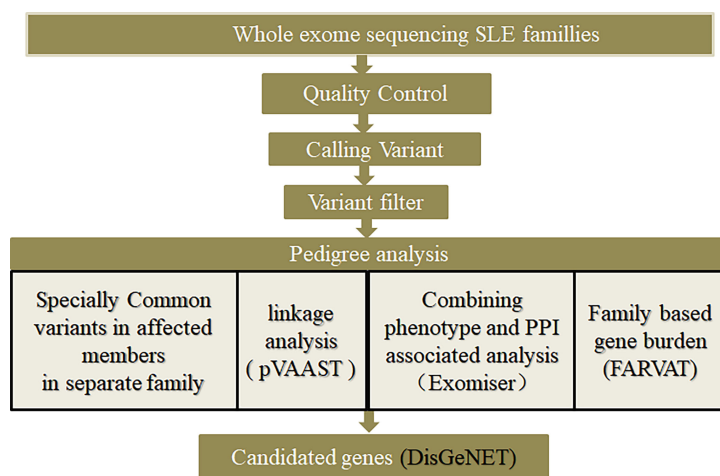 Whole exome sequencing SLE famillies
Quality Control
Calling Variant
Variant filter
Pedigree analysis
Specially Common
variants in affected
members
in separate family
linkage
analysis
( pVAAST )
Combining
phenotype and PPI
associated analysis
（Exomiser）
Family based
gene burden
(FARVAT)
Candidated genes (DisGeNET)